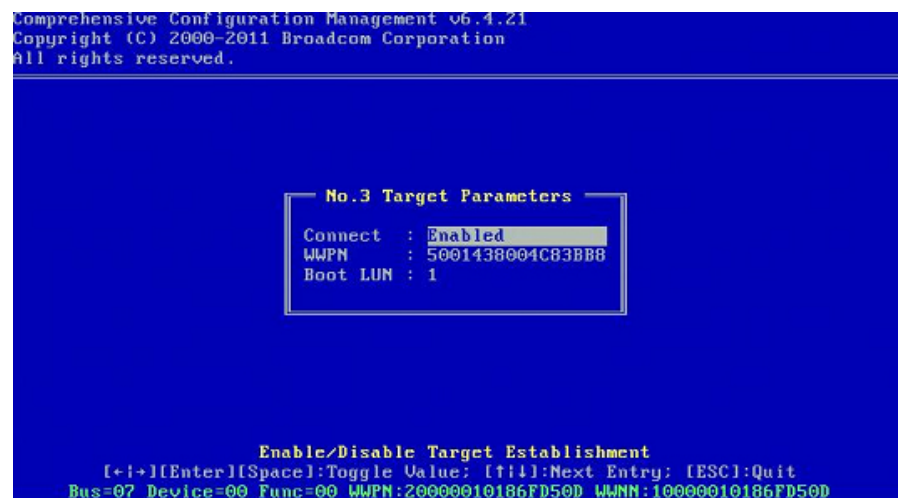 Comprehensive Configuration Management v6.4.21
Copyright (C) 2000-2011 Broadcom Corporation
All rights reserved.
No.3 Target Parameters
Connect : Enabled
WWPN : 5001438004C83BB8
Boot LUN : 1
Enable/Disable Target Establishment
[←|→][Enter][Space]:Toggle Value; [↑|↓]:Next Entry; [ESC]:Quit
Bus=07 Device=00 Func=00 WWPN:20000010186FD50D WWNN:10000010186FD50D